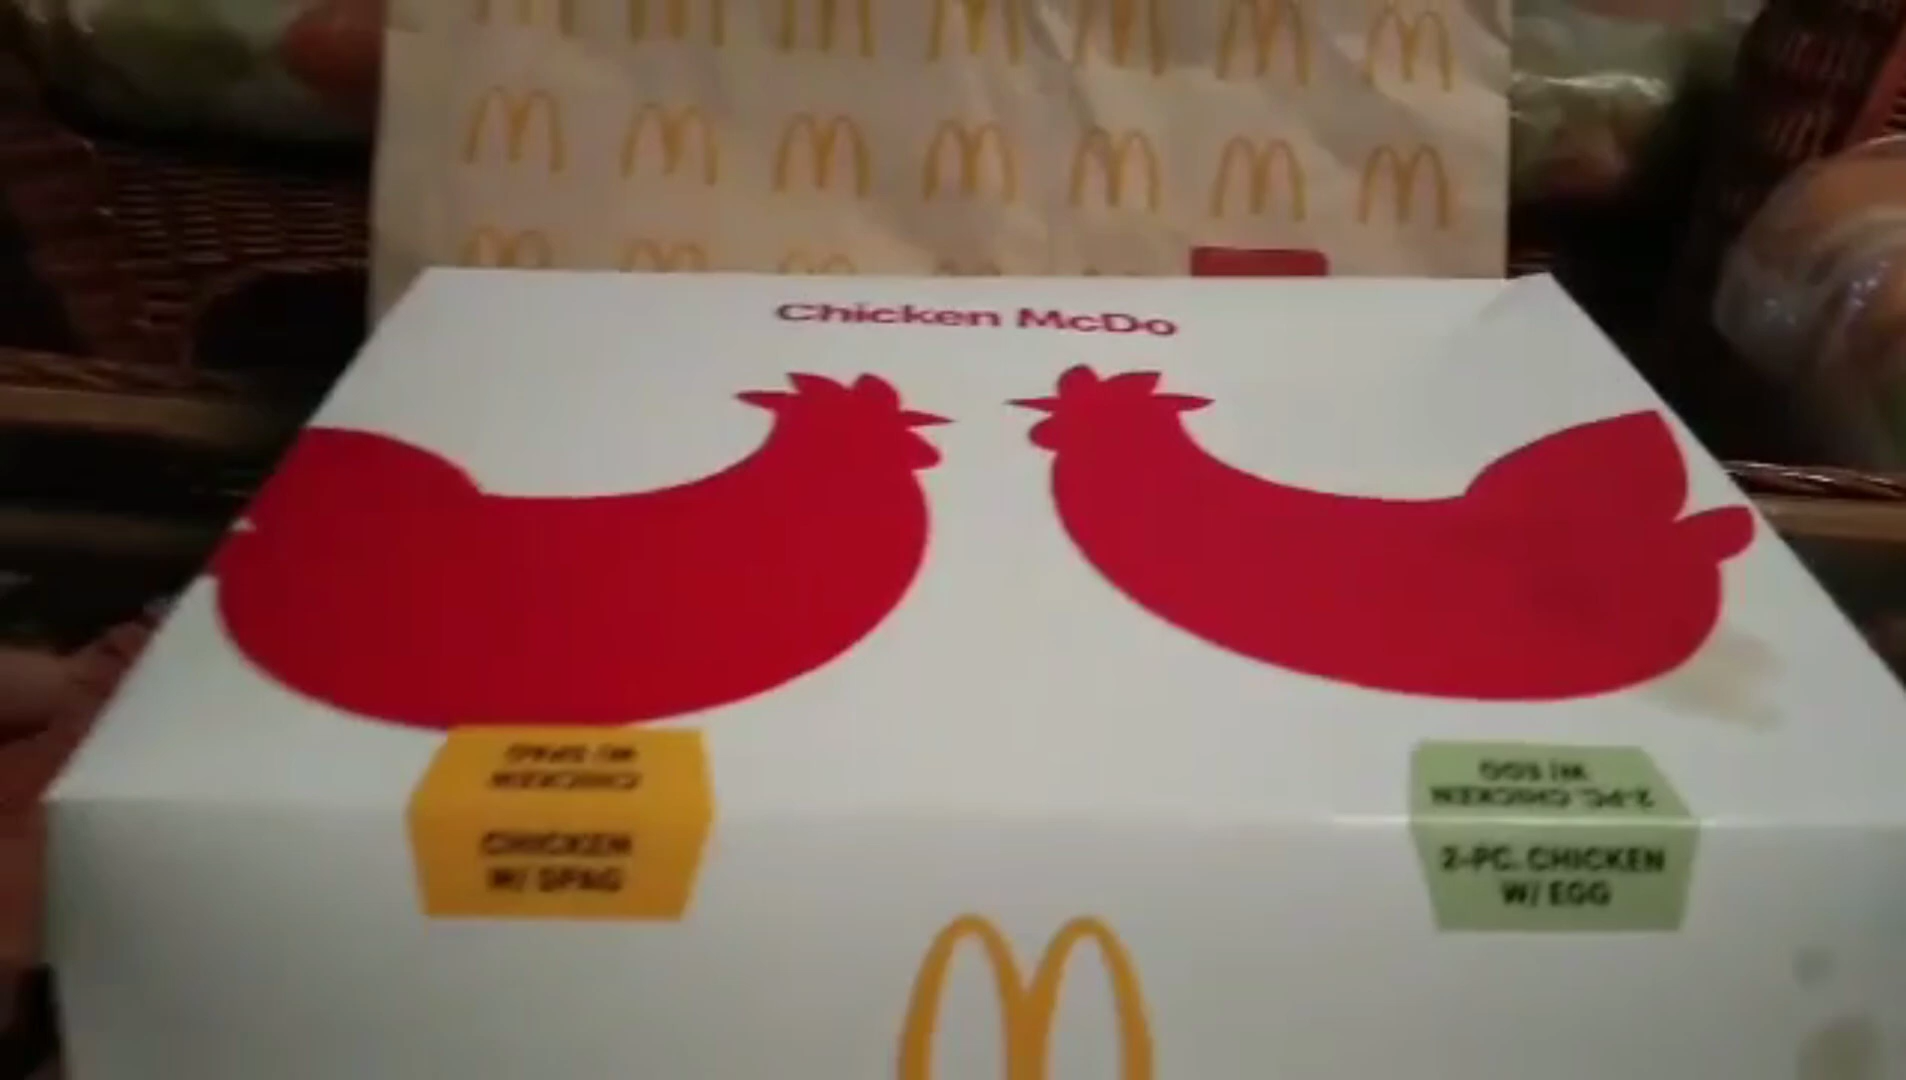 Chicken McDo
CHICKEN
W/ SPAG
2-PC. CHICKEN
W/ EGG
CHICKEN
W/ SPAG
2-PC. CHICKEN
W/ EGG